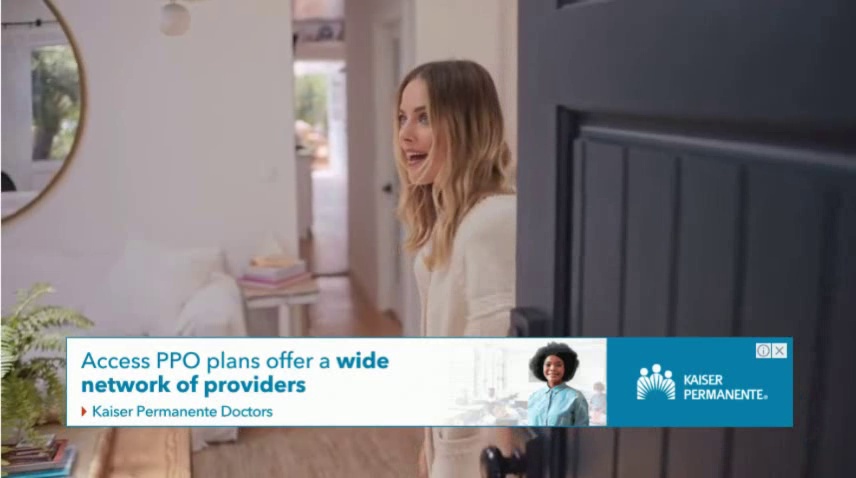 Access PPO plans offer a wide
network of providers
Kaiser Permanente Doctors
KAISER
PERMANENTE®